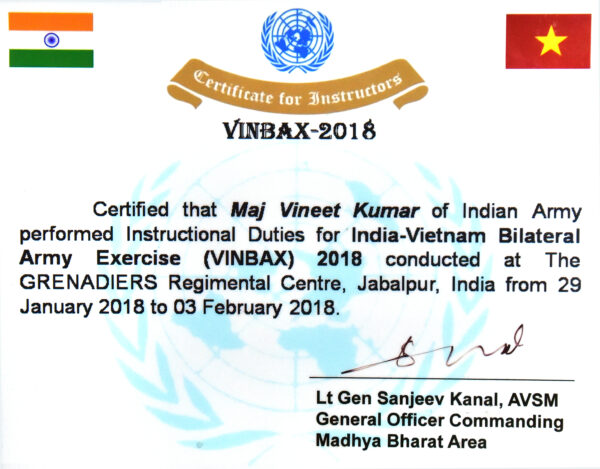 Certificate for Instructors
VINBAX-2018
Certified that Maj Vineet Kumar of Indian Army
performed Instructional Duties for India-Vietnam Bilateral
Army Exercise (VINBAX) 2018 conducted at The
GRENADIERS Regimental Centre, Jabalpur, India from 29
January 2018 to 03 February 2018.
Lt Gen Sanjeev Kanal, AVSM
General Officer Commanding
Madhya Bharat Area